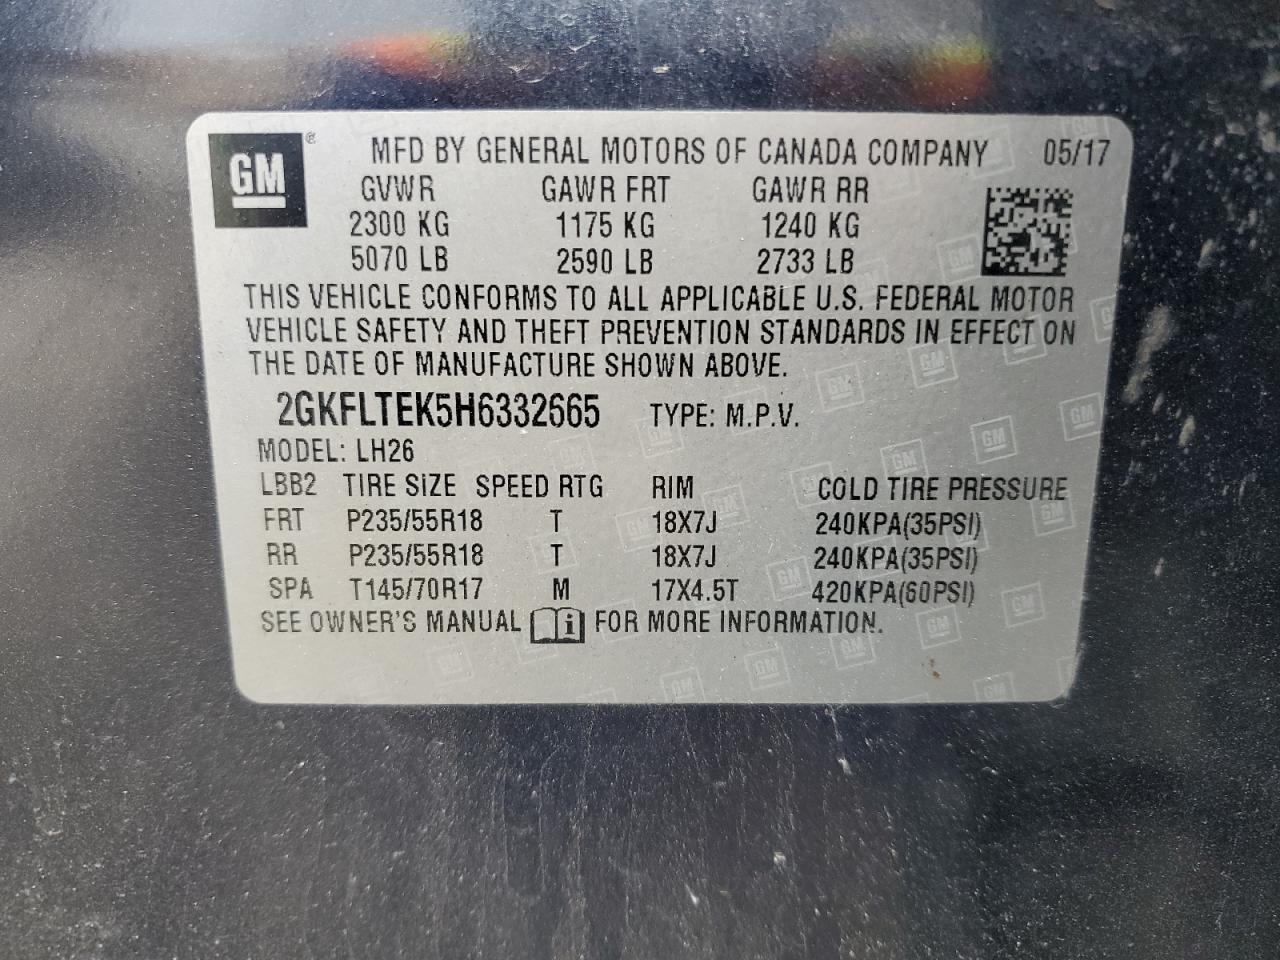 GM ® MFD BY GENERAL MOTORS OF CANADA COMPANY 05/17
GVWR GAWR FRT GAWR RR
2300 KG 1175 KG 1240 KG
5070 LB 2590 LB 2733 LB
THIS VEHICLE CONFORMS TO ALL APPLICABLE U.S. FEDERAL MOTOR
VEHICLE SAFETY AND THEFT PREVENTION STANDARDS IN EFFECT ON
THE DATE OF MANUFACTURE SHOWN ABOVE.
2GKFLTEK5H6332665 TYPE: M.P.V.
MODEL: LH26
LBB2 TIRE SIZE SPEED RTG RIM COLD TIRE PRESSURE
FRT P235/55R18 T 18X7J 240KPA(35PSI)
RR P235/55R18 T 18X7J 240KPA(35PSI)
SPA T145/70R17 M 17X4.5T 420KPA(60PSI)
SEE OWNER'S MANUAL i FOR MORE INFORMATION.